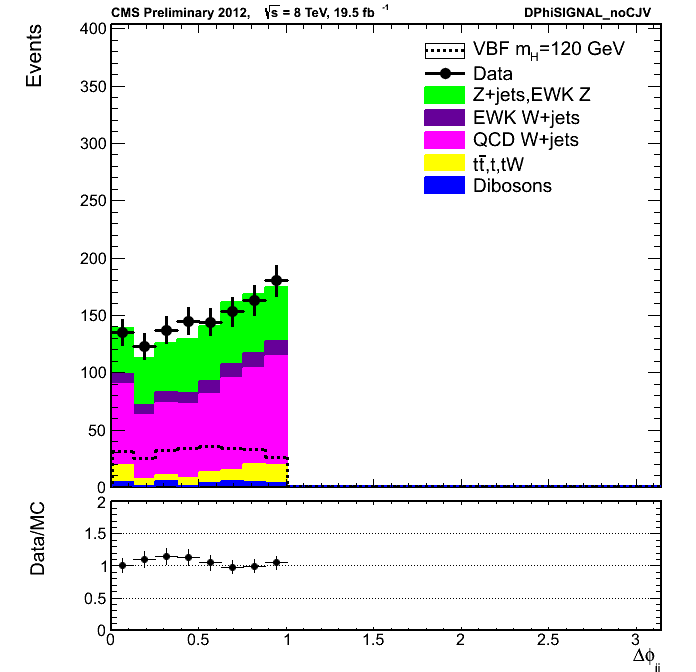 CMS Preliminary 2012, √s = 8 TeV, 19.5 fb⁻¹ DPhiSIGNAL_noCJV
Events
400
350
300
250
200
150
100
50
0
VBF m_H=120 GeV
Data
Z+jets,EWK Z
EWK W+jets
QCD W+jets
tt̄,t,tW
Dibosons
Data/MC
2
1.5
1
0.5
0
0 0.5 1 1.5 2 2.5 3
Δϕ_jj